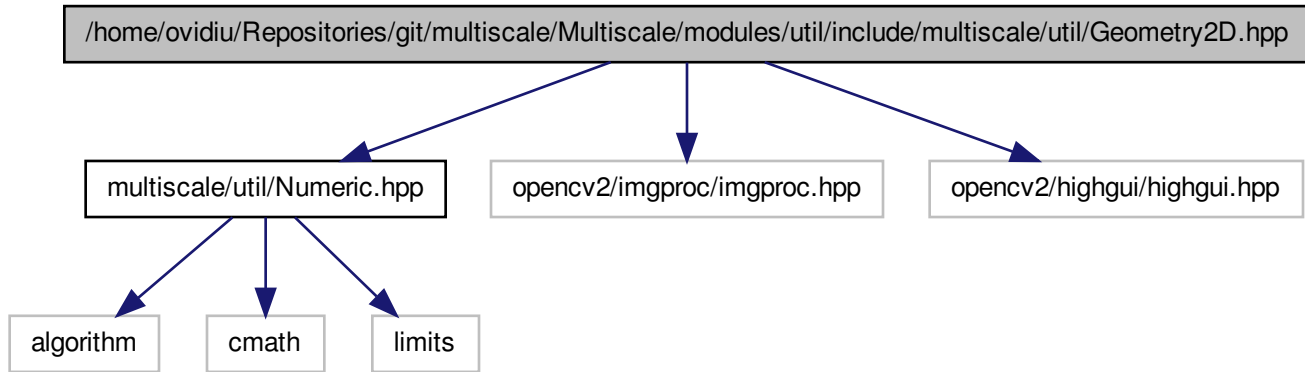 /home/ovidiu/Repositories/git/multiscale/Multiscale/modules/util/include/multiscale/util/Geometry2D.hpp
multiscale/util/Numeric.hpp
opencv2/imgproc/imgproc.hpp
opencv2/highgui/highgui.hpp
algorithm
cmath
limits